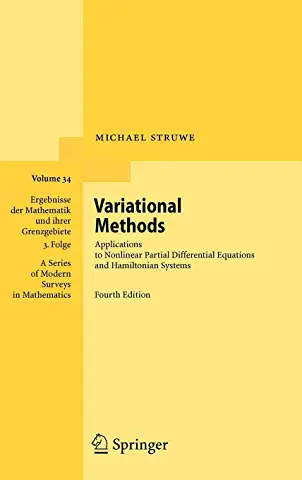 MICHAEL STRUWE
Volume 34
Ergebnisse
der Mathematik
und ihrer
Grenzgebiete
3. Folge
A Series
of Modern
Surveys
in Mathematics
Variational
Methods
Applications
to Nonlinear Partial Differential Equations
and Hamiltonian Systems
Fourth Edition
Springer